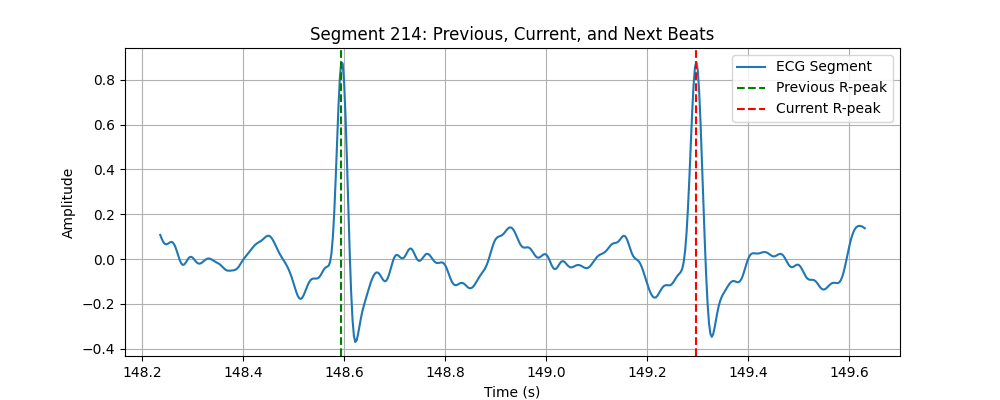 Segment 214: Previous, Current, and Next Beats
ECG Segment
Previous R-peak
Current R-peak
Amplitude
0.8
0.6
0.4
0.2
0.0
−0.2
−0.4
148.2 148.4 148.6 148.8 149.0 149.2 149.4 149.6
Time (s)